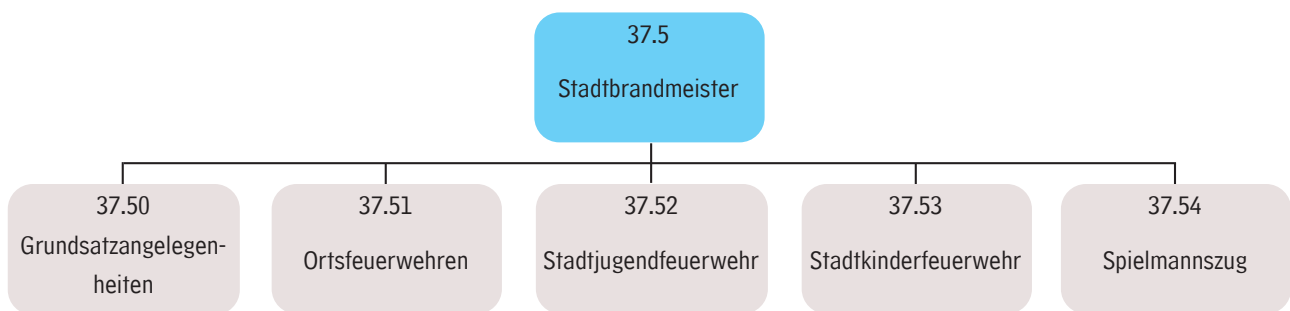 37.5
Stadtbrandmeister
37.50
Grundsatzangelegen-
heiten
37.51
Ortsfeuerwehren
37.52
Stadtjugendfeuerwehr
37.53
Stadtkinderfeuerwehr
37.54
Spielmannszug